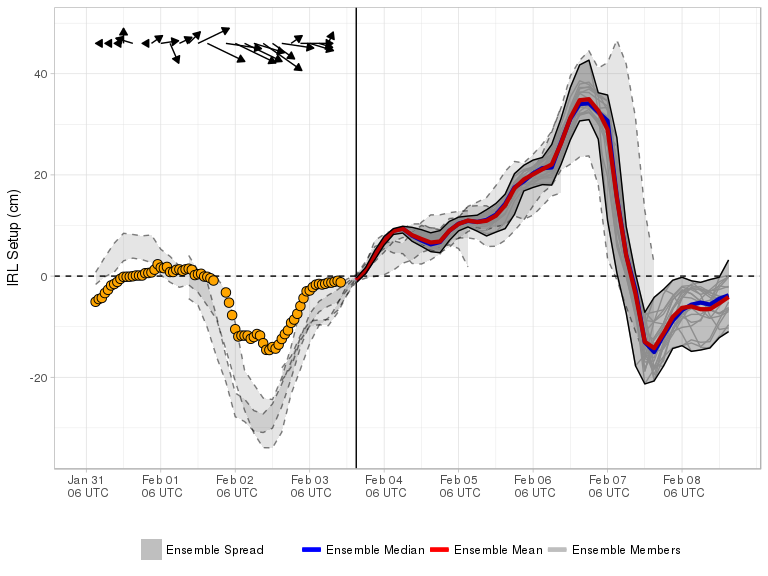 IRL Setup (cm)
40
20
0
-20
Jan 31 Feb 01 Feb 02 Feb 03 Feb 04 Feb 05 Feb 06 Feb 07 Feb 08
06 UTC 06 UTC 06 UTC 06 UTC 06 UTC 06 UTC 06 UTC 06 UTC 06 UTC
Ensemble Spread Ensemble Median Ensemble Mean Ensemble Members